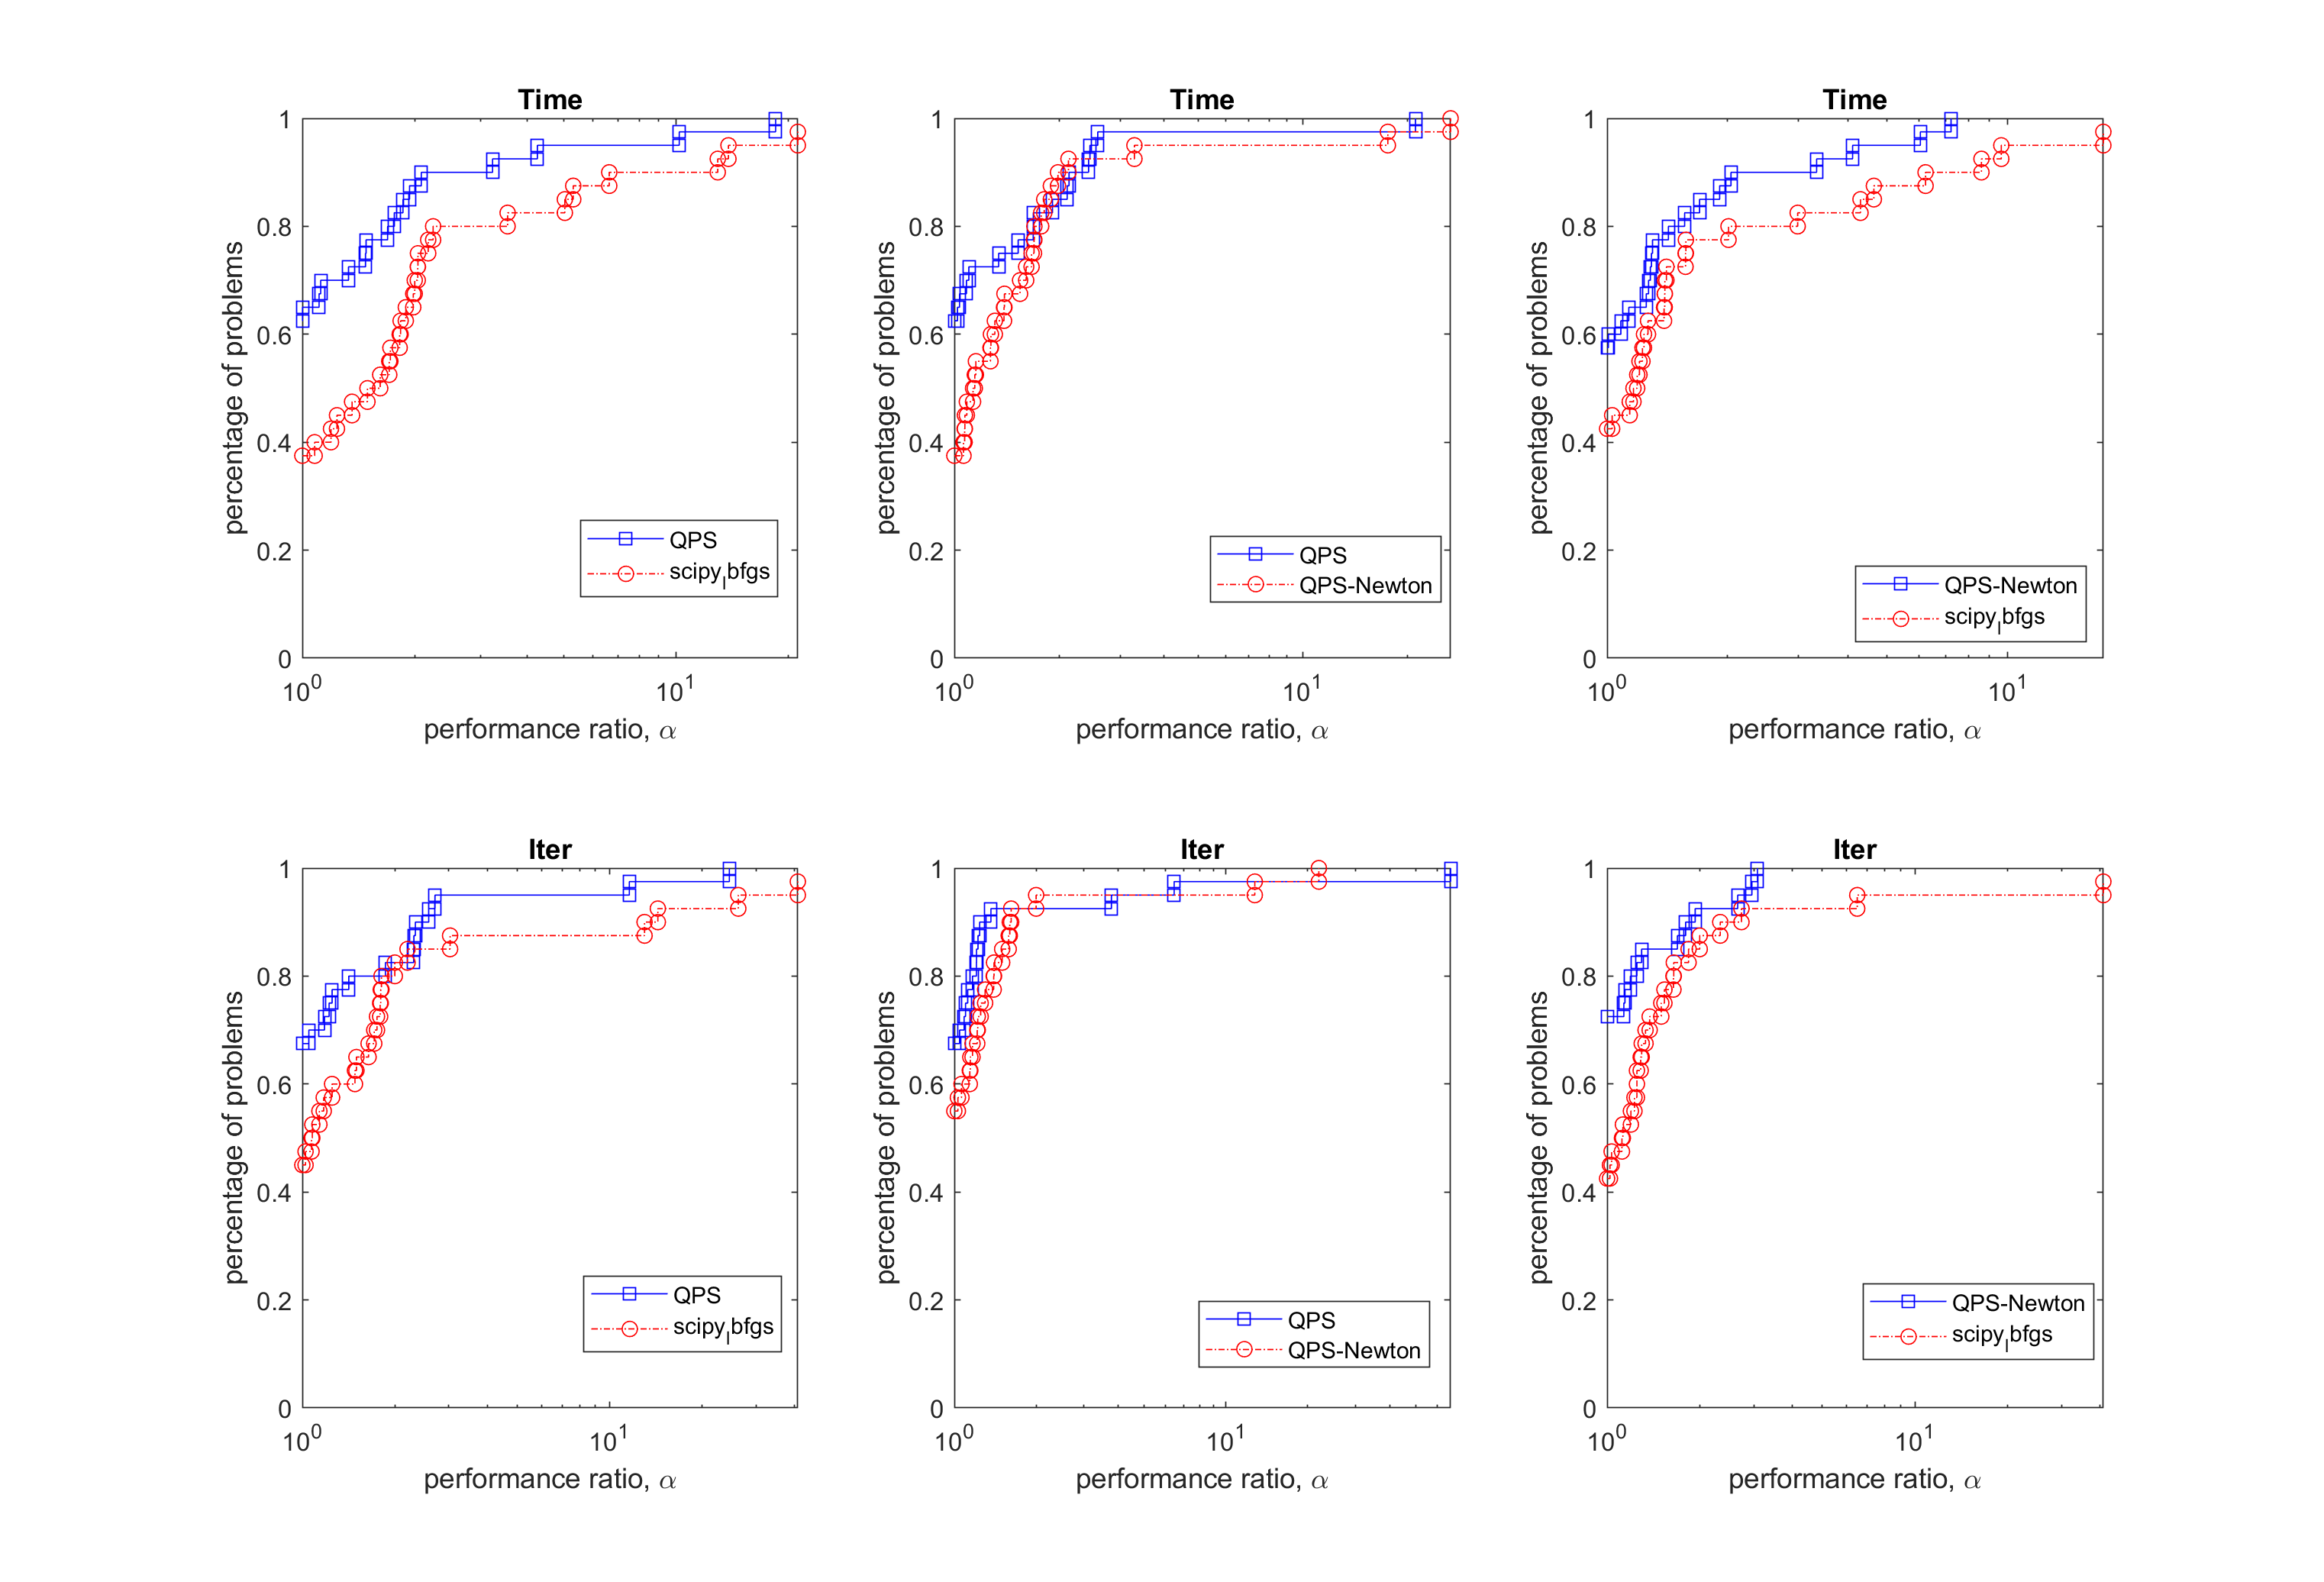 Time
1
0.8
0.6
0.4
0.2
0
percentage of problems
QPS
scipy_lbfgs
10^0 10^1
performance ratio, α
Time
1
0.8
0.6
0.4
0.2
0
percentage of problems
QPS
QPS-Newton
10^0 10^1
performance ratio, α
Time
1
0.8
0.6
0.4
0.2
0
percentage of problems
QPS-Newton
scipy_lbfgs
10^0 10^1
performance ratio, α
Iter
1
0.8
0.6
0.4
0.2
0
percentage of problems
QPS
scipy_lbfgs
10^0 10^1
performance ratio, α
Iter
1
0.8
0.6
0.4
0.2
0
percentage of problems
QPS
QPS-Newton
10^0 10^1
performance ratio, α
Iter
1
0.8
0.6
0.4
0.2
0
percentage of problems
QPS-Newton
scipy_lbfgs
10^0 10^1
performance ratio, α